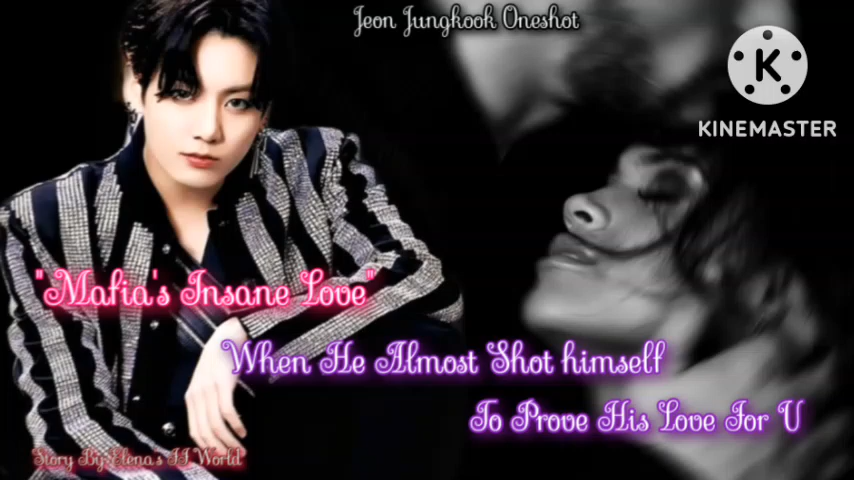 Jeon Jungkook Oneshot
KINEMASTER
"Mafia's Insane Love"
When He Almost Shot himself
To Prove His Love For U
Story By Elena's FF World